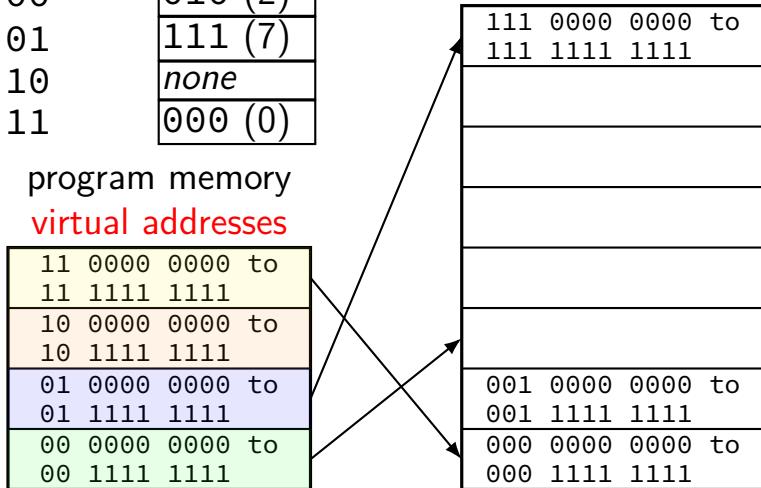 00 010 (2)
01 111 (7)
10 none
11 000 (0)
program memory
virtual addresses
11 0000 0000 to
11 1111 1111
10 0000 0000 to
10 1111 1111
01 0000 0000 to
01 1111 1111
00 0000 0000 to
00 1111 1111
111 0000 0000 to
111 1111 1111
001 0000 0000 to
001 1111 1111
000 0000 0000 to
000 1111 1111